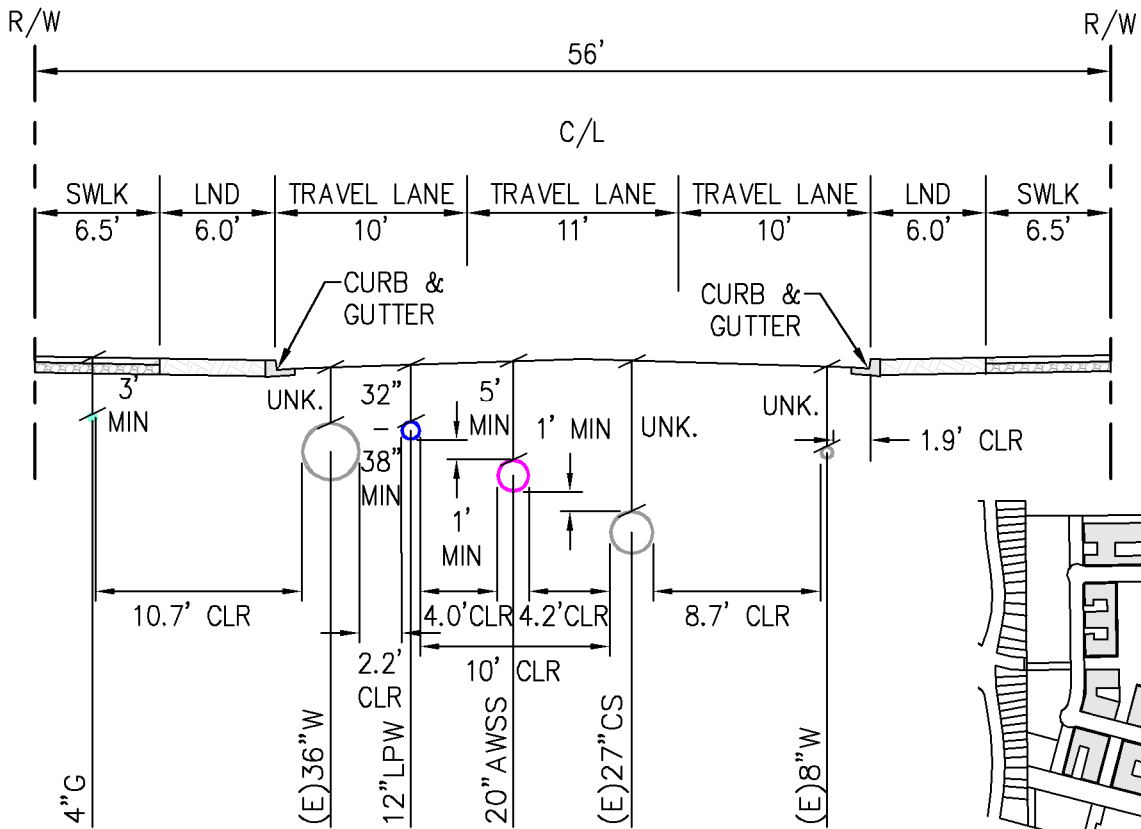 R/W
R/W
56'
C/L
SWLK
LND
TRAVEL LANE
TRAVEL LANE
TRAVEL LANE
LND
SWLK
6.5'
6.0'
10'
11'
10'
6.0'
6.5'
CURB &
GUTTER
CURB &
GUTTER
3'
MIN
UNK.
32"
-
38"
MIN
5'
MIN
1' MIN
UNK.
UNK.
1.9' CLR
1'
MIN
10.7' CLR
4.0'CLR
4.2'CLR
8.7' CLR
2.2'
CLR
10' CLR
4"G
(E)36"W
12"LPW
20"AWSS
(E)27"CS
(E)8"W